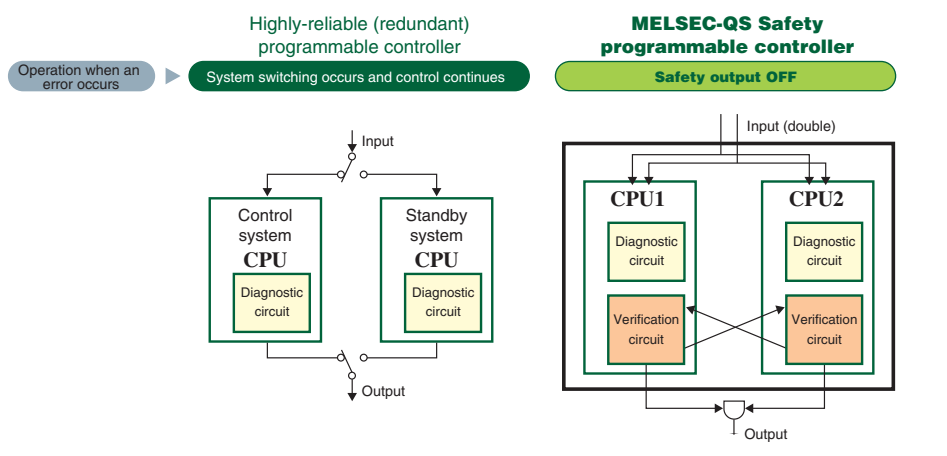 Highly-reliable (redundant)
programmable controller
MELSEC-QS Safety
programmable controller
Operation when an
error occurs
System switching occurs and control continues
Safety output OFF
Input
Control
system
CPU
Diagnostic
circuit
Standby
system
CPU
Diagnostic
circuit
Output
Input (double)
CPU1
Diagnostic
circuit
Verification
circuit
CPU2
Diagnostic
circuit
Verification
circuit
Output